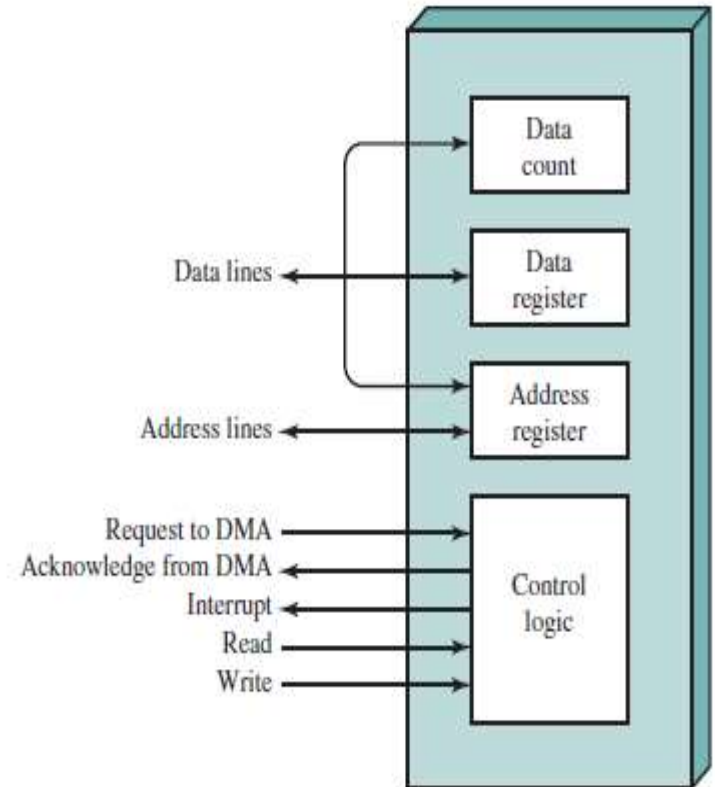 Data
count
Data lines
Data
register
Address
register
Address lines
Request to DMA
Acknowledge from DMA
Interrupt
Read
Write
Control
logic